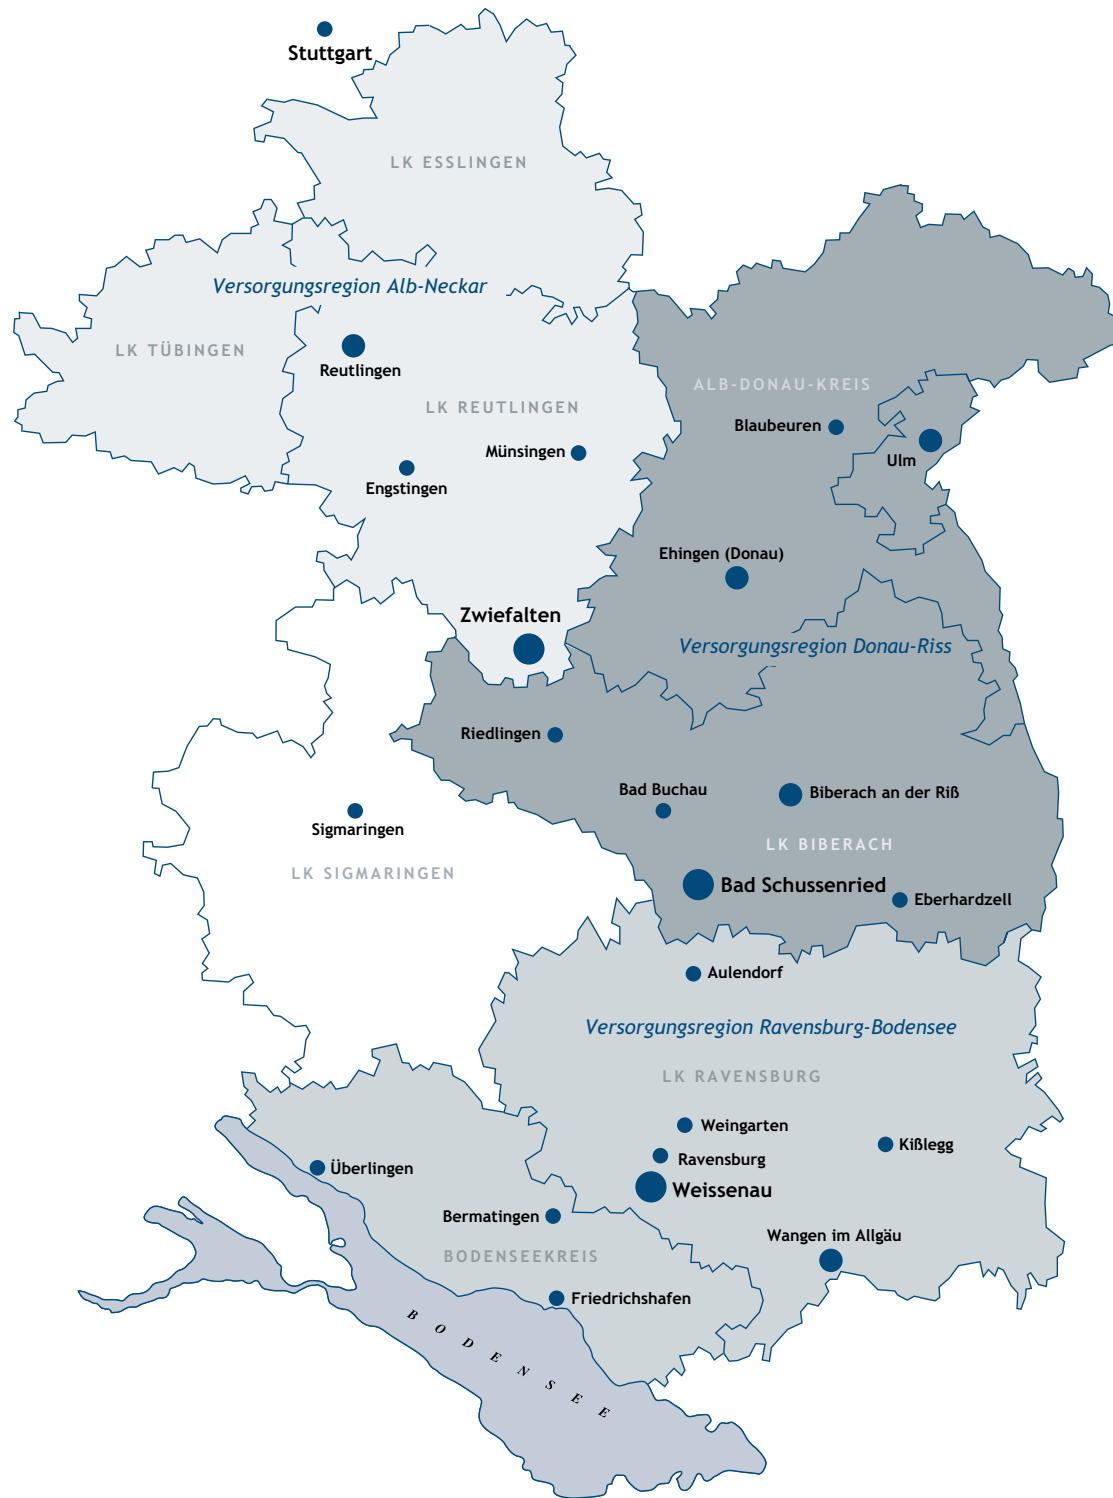 Stuttgart
LK ESSLINGEN
Versorgungsregion Alb-Neckar
LK TÜBINGEN
Reutlingen
ALB-DONAU-KREIS
LK REUTLINGEN
Blaubeuren
Münsingen
Ulm
Engstingen
Ehingen (Donau)
Zwiefalten
Versorgungsregion Donau-Riss
Riedlingen
Bad Buchau
Biberach an der Riß
Sigmaringen
LK BIBERACH
LK SIGMARINGEN
Bad Schussenried
Eberhardzell
Aulendorf
Versorgungsregion Ravensburg-Bodensee
LK RAVENSBURG
Weingarten
Kißlegg
Ravensburg
Überlingen
Weissenau
Bermatingen
Wangen im Allgäu
BODENSEEKREIS
Friedrichshafen
BODENSEE